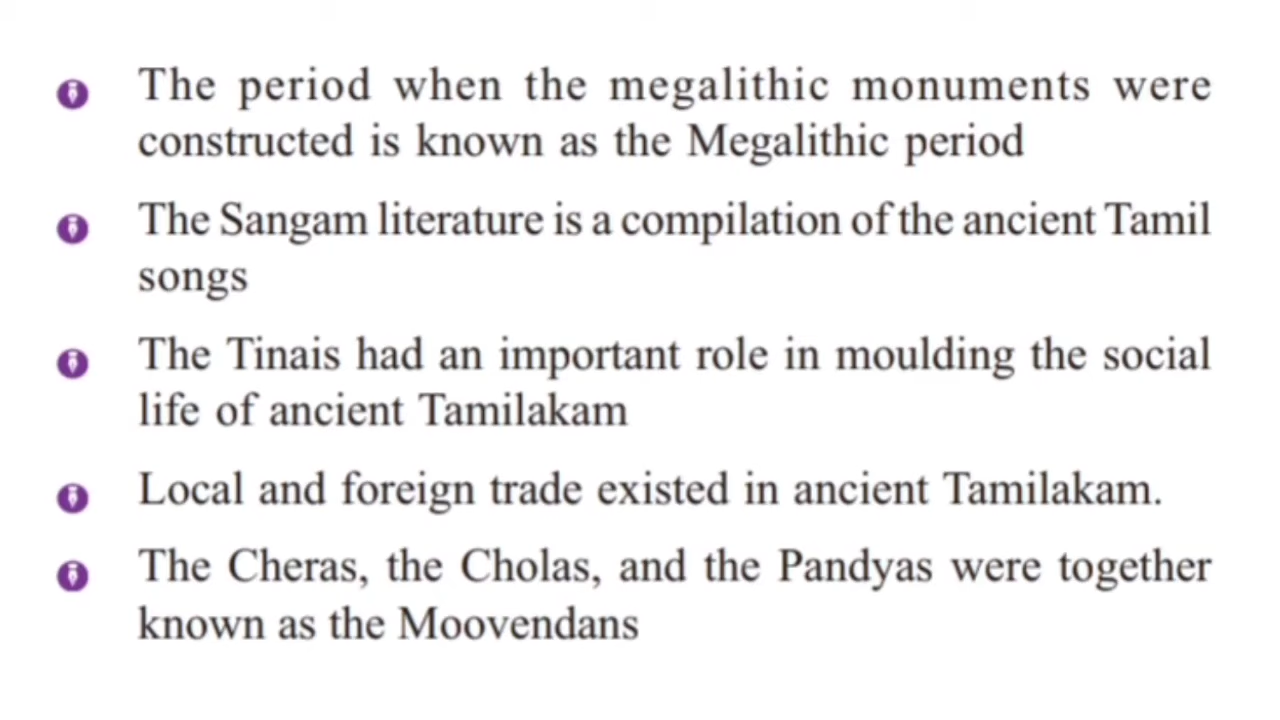 The period when the megalithic monuments were
constructed is known as the Megalithic period
The Sangam literature is a compilation of the ancient Tamil
songs
The Tinais had an important role in moulding the social
life of ancient Tamilakam
Local and foreign trade existed in ancient Tamilakam.
The Cheras, the Cholas, and the Pandyas were together
known as the Moovendans